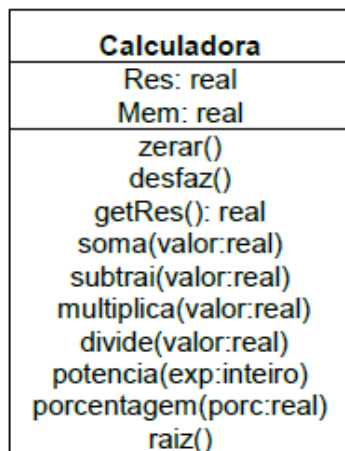 Calculadora
Res: real
Mem: real
zerar()
desfaz()
getRes(): real
soma(valor:real)
subtrai(valor:real)
multiplica(valor:real)
divide(valor:real)
potencia(exp:inteiro)
porcentagem(porc:real)
raiz()